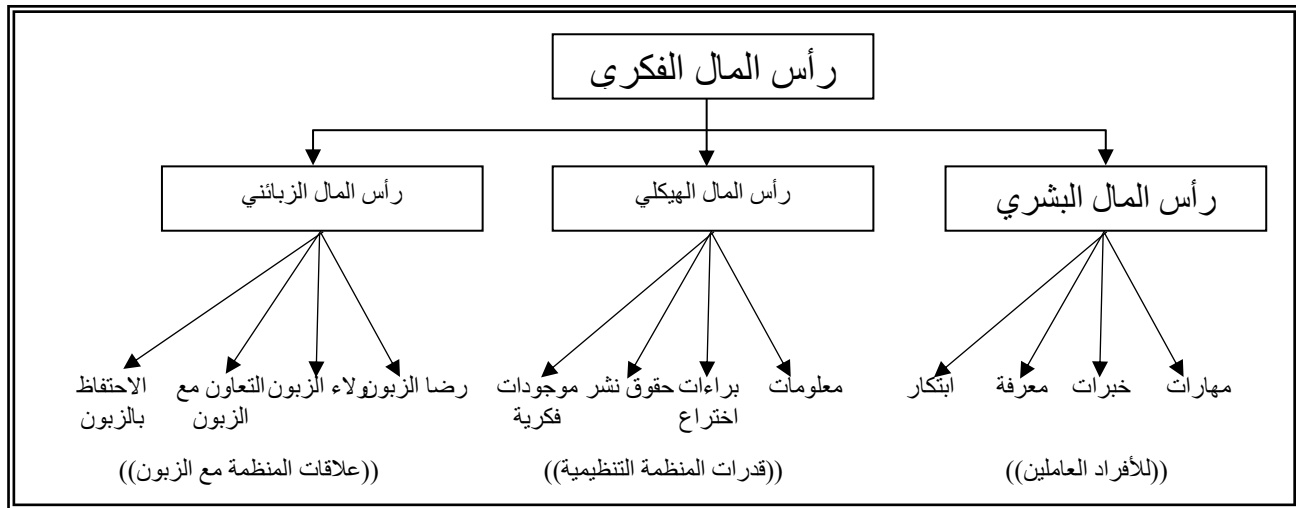 رأس المال الفكري
رأس المال البشري
رأس المال الهيكلي
رأس المال الزبائني
مهارات
خبرات
معرفة
ابتكار
معلومات
براءات
اختراع
حقوق نشر
موجودات
فكرية
رضا الزبون
ولاء الزبون
التعاون مع
الزبون
الاحتفاظ
بالزبون
((للأفراد العاملين))
((قدرات المنظمة التنظيمية))
((علاقات المنظمة مع الزبون))